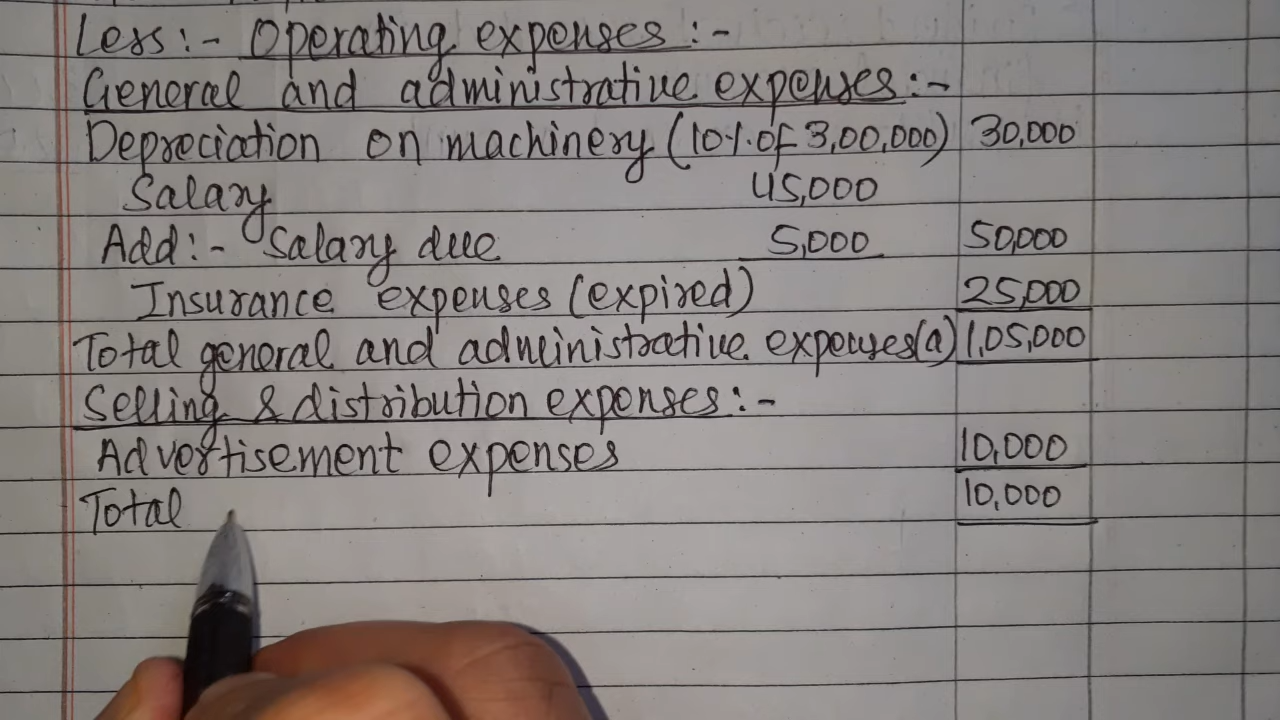 Less:- Operating expenses:-
General and administrative expenses:-
Depreciation on machinery (10% of 3,00,000) 30,000
Salary 45,000
Add:- Salary due 5,000 50,000
Insurance expenses (expired) 25,000
Total general and administrative expenses(a) 1,05,000
Selling & distribution expenses:-
Advertisement expenses 10,000
Total 10,000